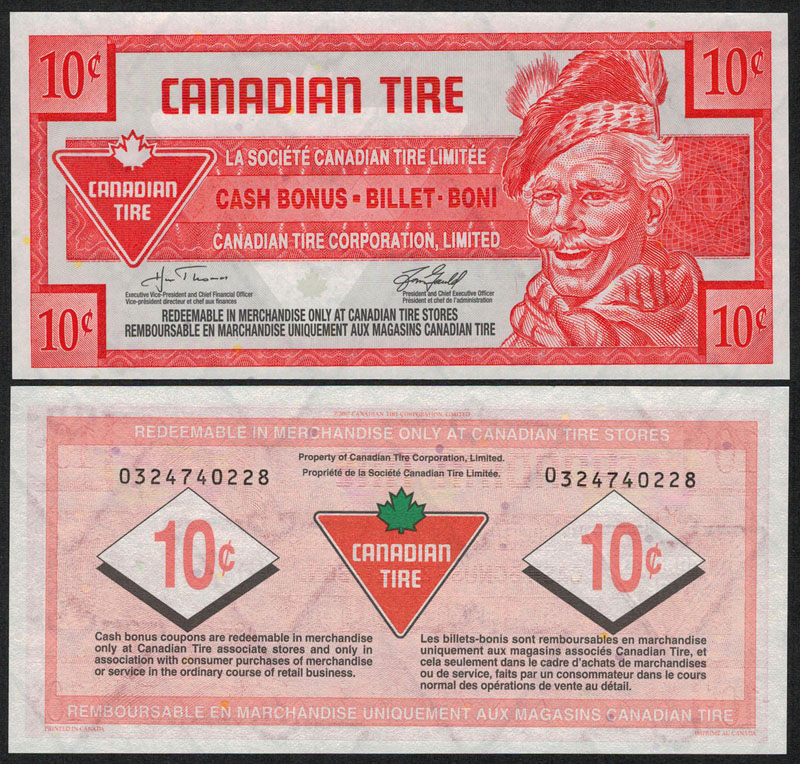 10¢
10¢
CANADIAN TIRE
LA SOCIÉTÉ CANADIAN TIRE LIMITÉE
CANADIAN
TIRE
CASH BONUS - BILLET - BONI
CANADIAN TIRE CORPORATION, LIMITED
Executive Vice-President and Chief Financial Officer
Vice-président directeur et chef aux finances
President and Chief Executive Officer
Président et chef de l'administration
REDEEMABLE IN MERCHANDISE ONLY AT CANADIAN TIRE STORES
REMBOURSABLE EN MARCHANDISE UNIQUEMENT AUX MAGASINS CANADIAN TIRE
10¢
10¢
CANADIAN TIRE CORPORATION, LIMITED
REDEEMABLE IN MERCHANDISE ONLY AT CANADIAN TIRE STORES
Property of Canadian Tire Corporation, Limited.
Propriété de la Société Canadian Tire Limitée.
0324740228
0324740228
10¢
CANADIAN
TIRE
10¢
Cash bonus coupons are redeemable in merchandise
only at Canadian Tire associate stores and only in
association with consumer purchases of merchandise
or service in the ordinary course of retail business.
Les billets-bonis sont remboursables en marchandise
uniquement aux magasins associés Canadian Tire, et
cela seulement dans le cadre d'achats de marchandises
ou de service, faits par un consommateur dans le cours
normal des opérations de vente au détail.
REMBOURSABLE EN MARCHANDISE UNIQUEMENT AUX MAGASINS CANADIAN TIRE
PRINTED IN CANADA
IMPRIMÉ AU CANADA